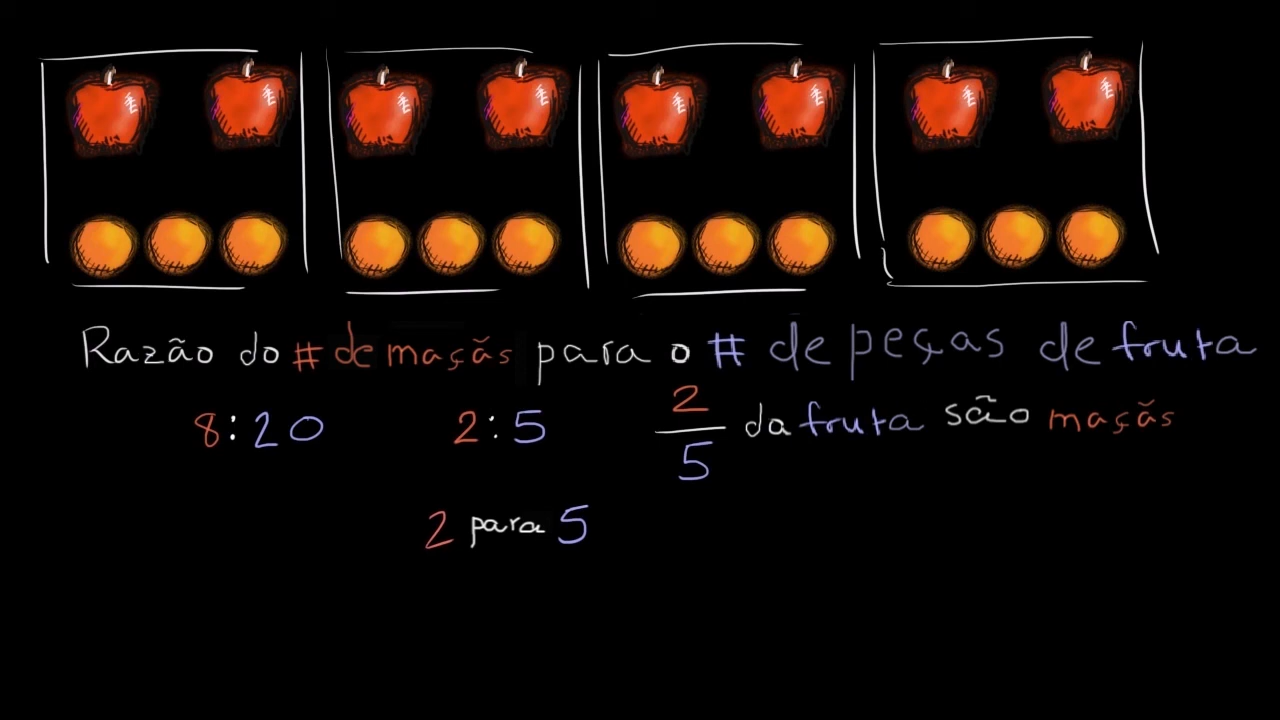 Razão do # de maçãs para o # de peças de fruta
8:20 2:5 2/5 da fruta são maçãs
2 para 5